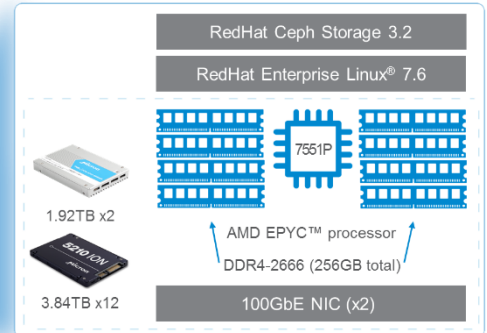 RedHat Ceph Storage 3.2
RedHat Enterprise Linux® 7.6
7551P
1.92TB x2
AMD EPYC™ processor
DDR4-2666 (256GB total)
5210 ION
Micron
3.84TB x12
100GbE NIC (x2)